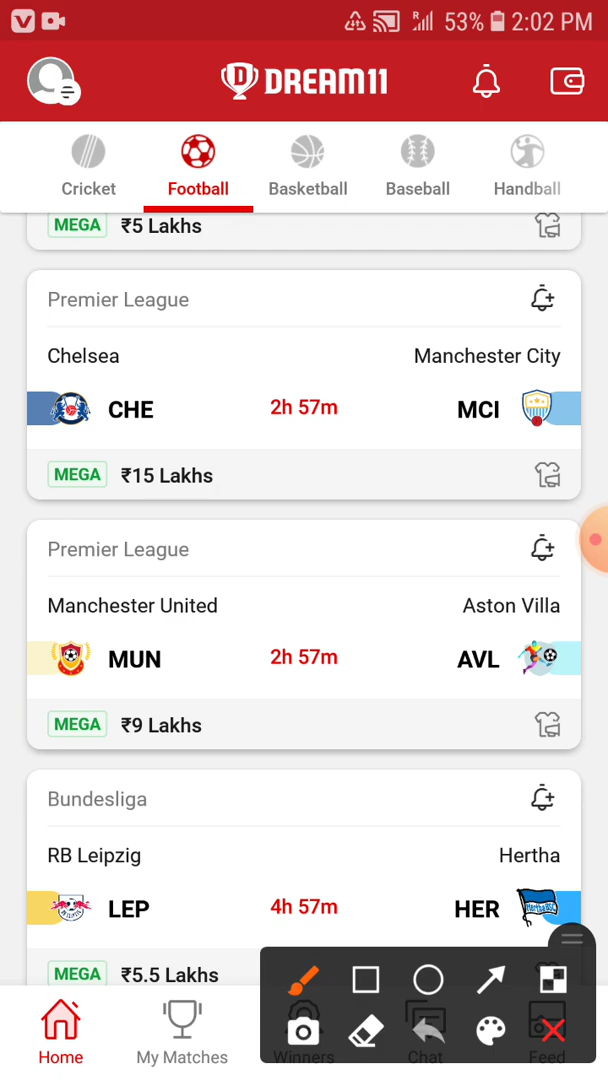 R 53% 2:02 PM
D DREAM11
Cricket Football Basketball Baseball Handball
MEGA ₹5 Lakhs
Premier League
Chelsea Manchester City
CHE 2h 57m MCI
MEGA ₹15 Lakhs
Premier League
Manchester United Aston Villa
MUN 2h 57m AVL
MEGA ₹9 Lakhs
Bundesliga
RB Leipzig Hertha
LEP 4h 57m HER
MEGA ₹5.5 Lakhs
Home My Matches Winners Chat Feed